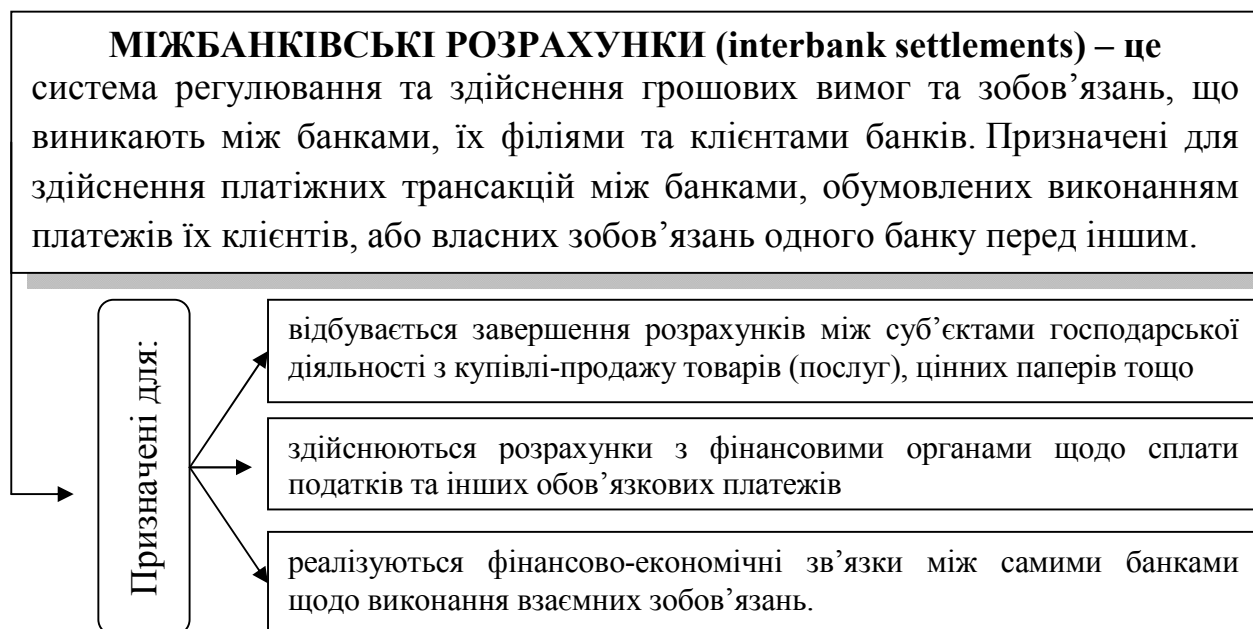 МІЖБАНКІВСЬКІ РОЗРАХУНКИ (interbank settlements) – це
система регулювання та здійснення грошових вимог та зобов’язань, що
виникають між банками, їх філіями та клієнтами банків. Призначені для
здійснення платіжних трансакцій між банками, обумовлених виконанням
платежів їх клієнтів, або власних зобов’язань одного банку перед іншим.
Призначені для:
відбувається завершення розрахунків між суб’єктами господарської
діяльності з купівлі-продажу товарів (послуг), цінних паперів тощо
здійснюються розрахунки з фінансовими органами щодо сплати
податків та інших обов’язкових платежів
реалізуються фінансово-економічні зв’язки між самими банками
щодо виконання взаємних зобов’язань.